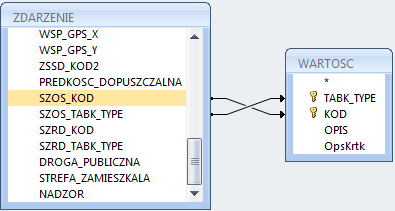 ZDARZENIE
WSP_GPS_X
WSP_GPS_Y
ZSSD_KOD2
PREDKOSC_DOPUSZCZALNA
SZOS_KOD
SZOS_TABK_TYPE
SZRD_KOD
SZRD_TABK_TYPE
DROGA_PUBLICZNA
STREFA_ZAMIESZKALA
NADZOR
WARTOSC
*
TABK_TYPE
KOD
OPIS
OpsKrtk